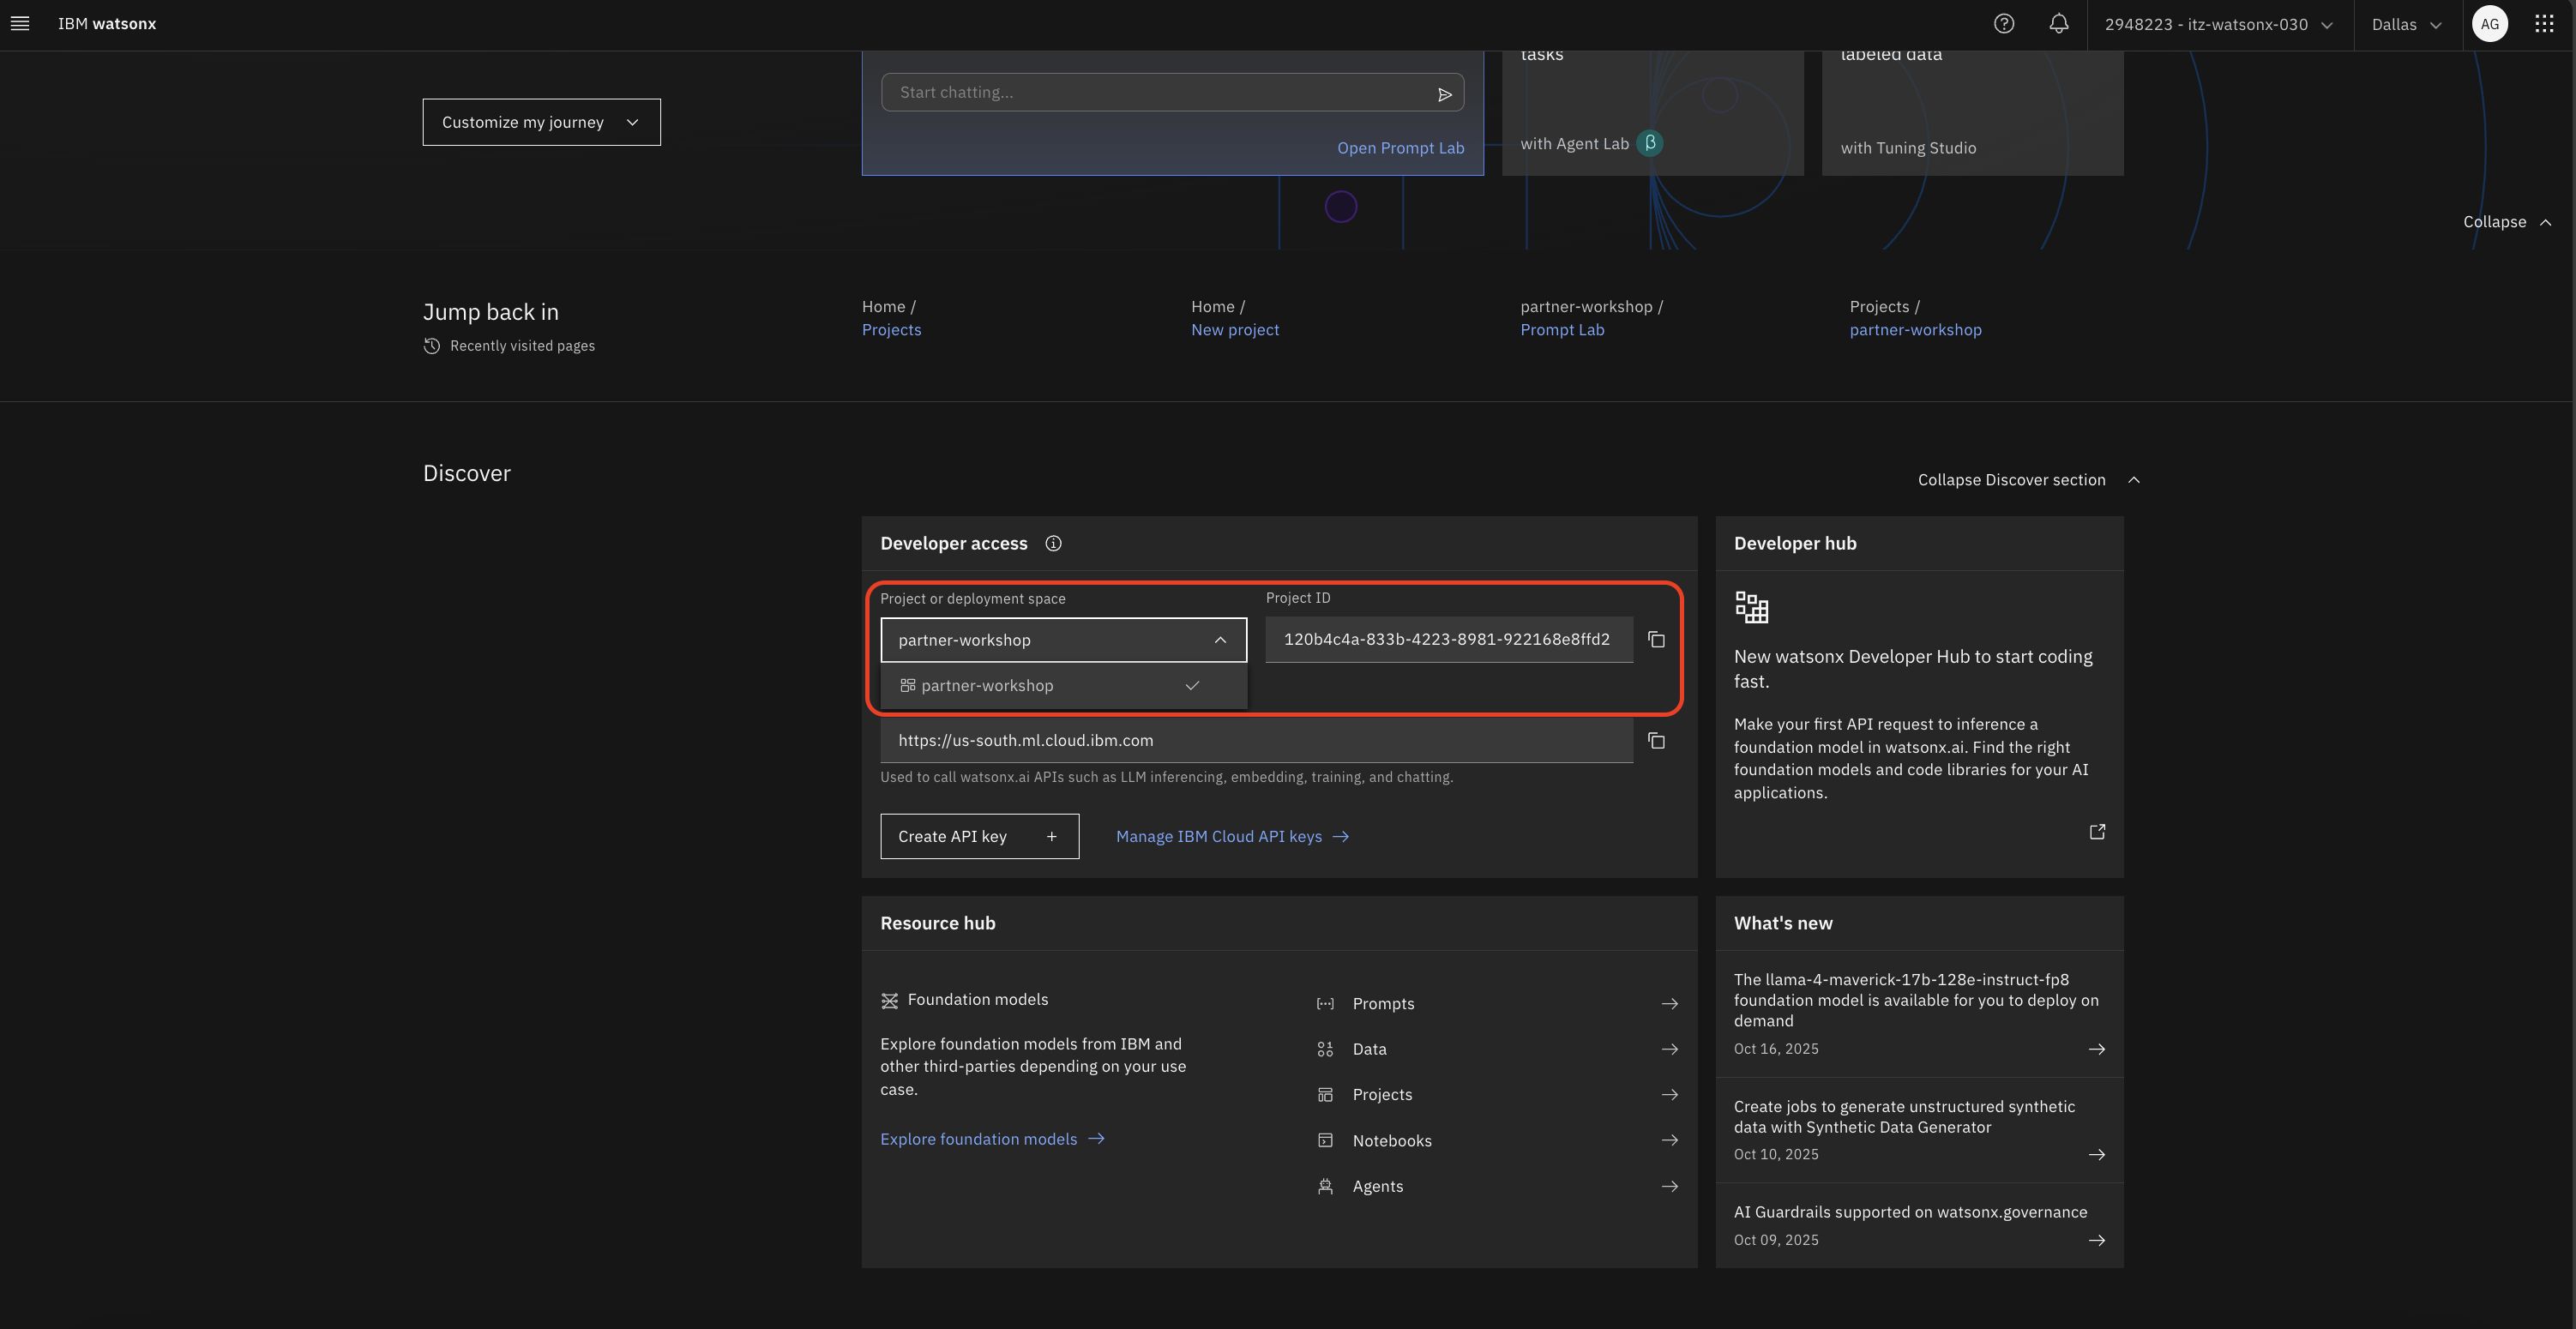 IBM watsonx
2948223 - itz-watsonx-030
Dallas
AG
Customize my journey
Start chatting...
Open Prompt Lab
tasks
with Agent Lab β
labeled data
with Tuning Studio
Collapse
Jump back in
Recently visited pages
Home /
Projects
Home /
New project
partner-workshop /
Prompt Lab
Projects /
partner-workshop
Discover
Collapse Discover section
Developer access
Project or deployment space
partner-workshop
partner-workshop
Project ID
120b4c4a-833b-4223-8981-922168e8ffd2
https://us-south.ml.cloud.ibm.com
Used to call watsonx.ai APIs such as LLM inferencing, embedding, training, and chatting.
Create API key +
Manage IBM Cloud API keys
Developer hub
New watsonx Developer Hub to start coding
fast.
Make your first API request to inference a
foundation model in watsonx.ai. Find the right
foundation models and code libraries for your AI
applications.
Resource hub
Foundation models
Explore foundation models from IBM and
other third-parties depending on your use
case.
Explore foundation models
Prompts
Data
Projects
Notebooks
Agents
What's new
The llama-4-maverick-17b-128e-instruct-fp8
foundation model is available for you to deploy on
demand
Oct 16, 2025
Create jobs to generate unstructured synthetic
data with Synthetic Data Generator
Oct 10, 2025
AI Guardrails supported on watsonx.governance
Oct 09, 2025